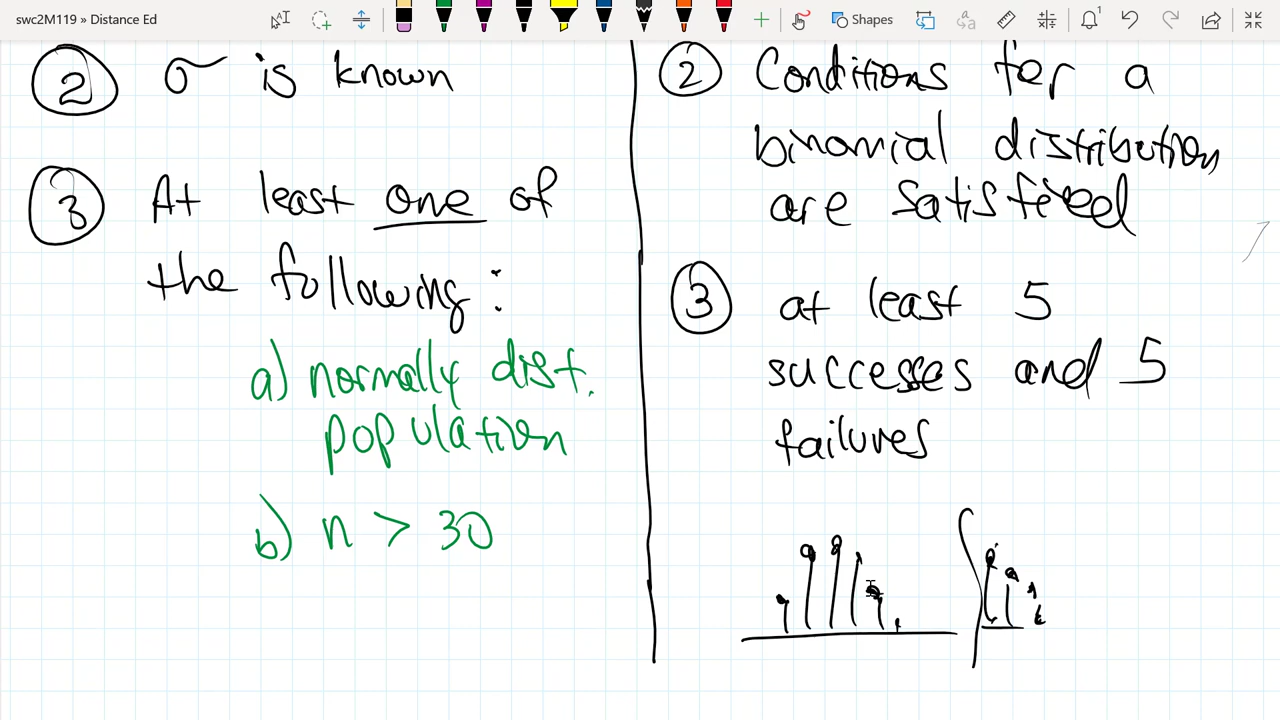 swc2M119 » Distance Ed
Shapes
2 σ is known
3 At least one of
the following:
a) normally dist.
population
b) n > 30
2 Conditions for a
binomial distribution
are satisfied
3 at least 5
successes and 5
failures